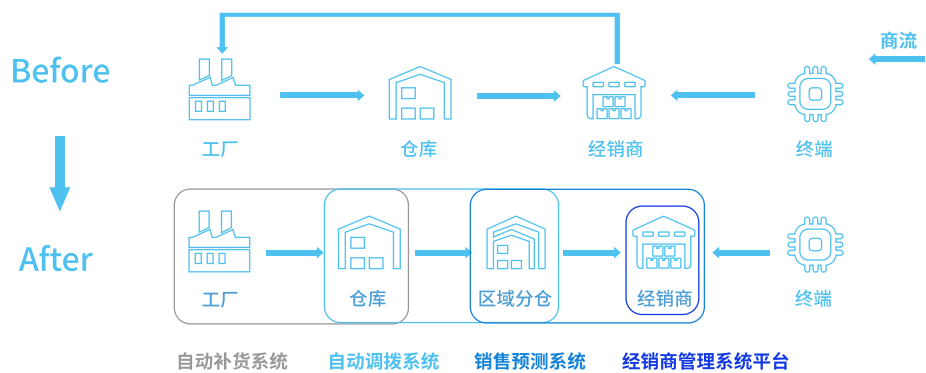 商流
Before
工厂 仓库 经销商 终端
After
工厂 仓库 区域分仓 经销商 终端
自动补货系统 自动调拨系统 销售预测系统 经销商管理系统平台